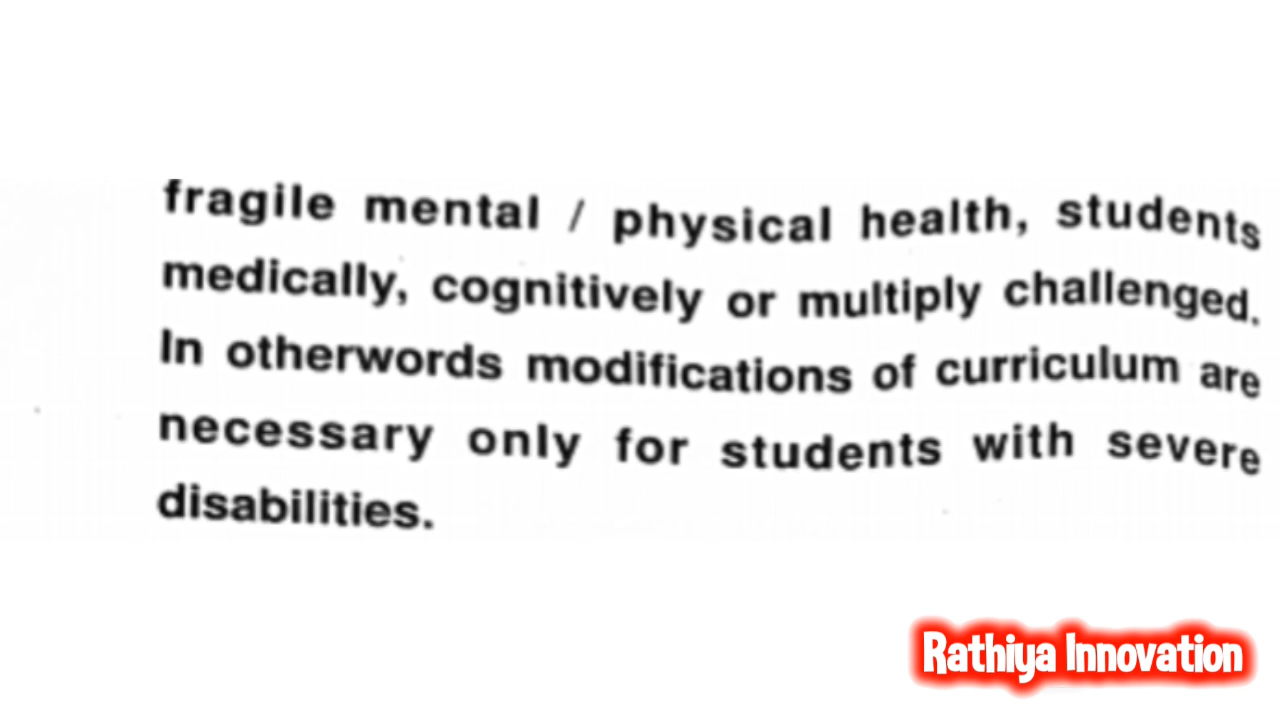 fragile mental / physical health, students
medically, cognitively or multiply challenged.
In otherwords modifications of curriculum are
necessary only for students with severe
disabilities.
Rathiya Innovation